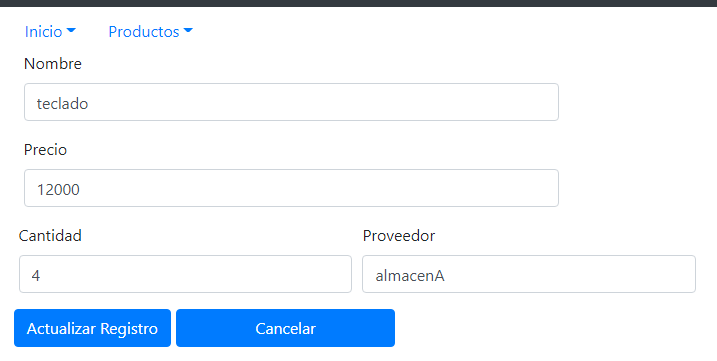 Inicio Productos
Nombre
teclado
Precio
12000
Cantidad Proveedor
4 almacenA
Actualizar Registro Cancelar